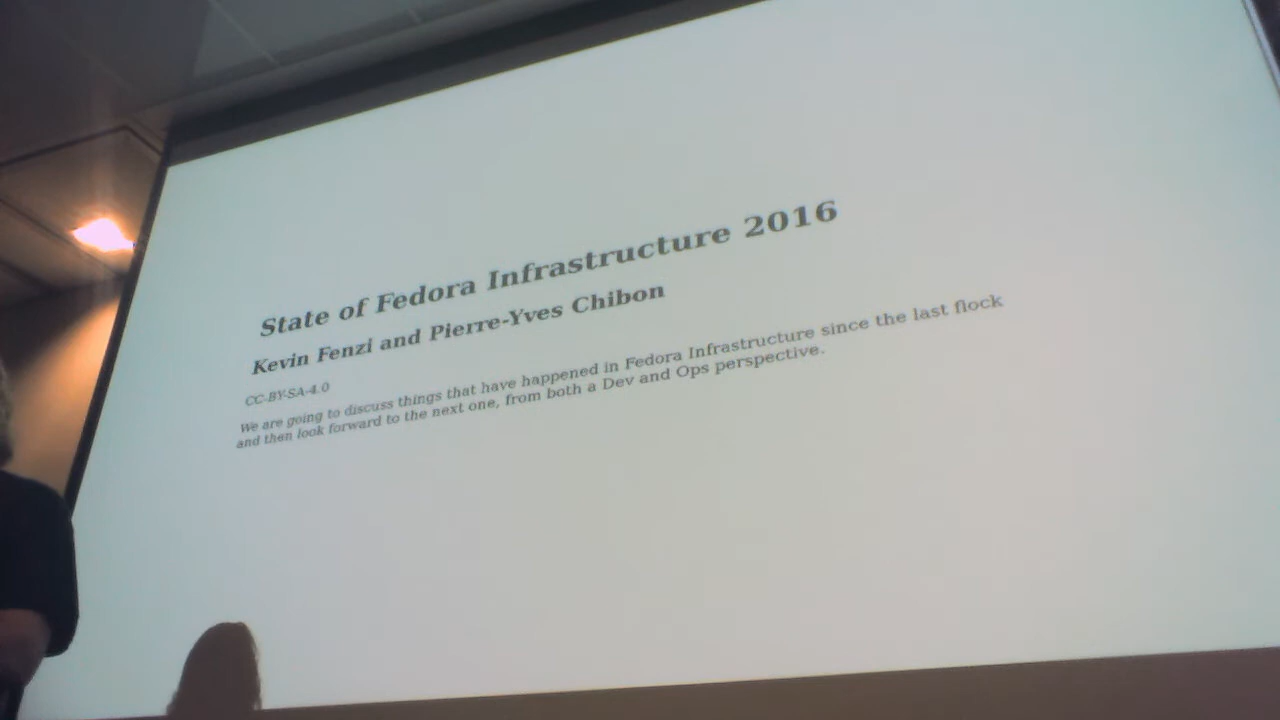 State of Fedora Infrastructure 2016
Kevin Fenzi and Pierre-Yves Chibon
CC-BY-SA-4.0
We are going to discuss things that have happened in Fedora Infrastructure since the last flock
and then look forward to the next one, from both a Dev and Ops perspective.